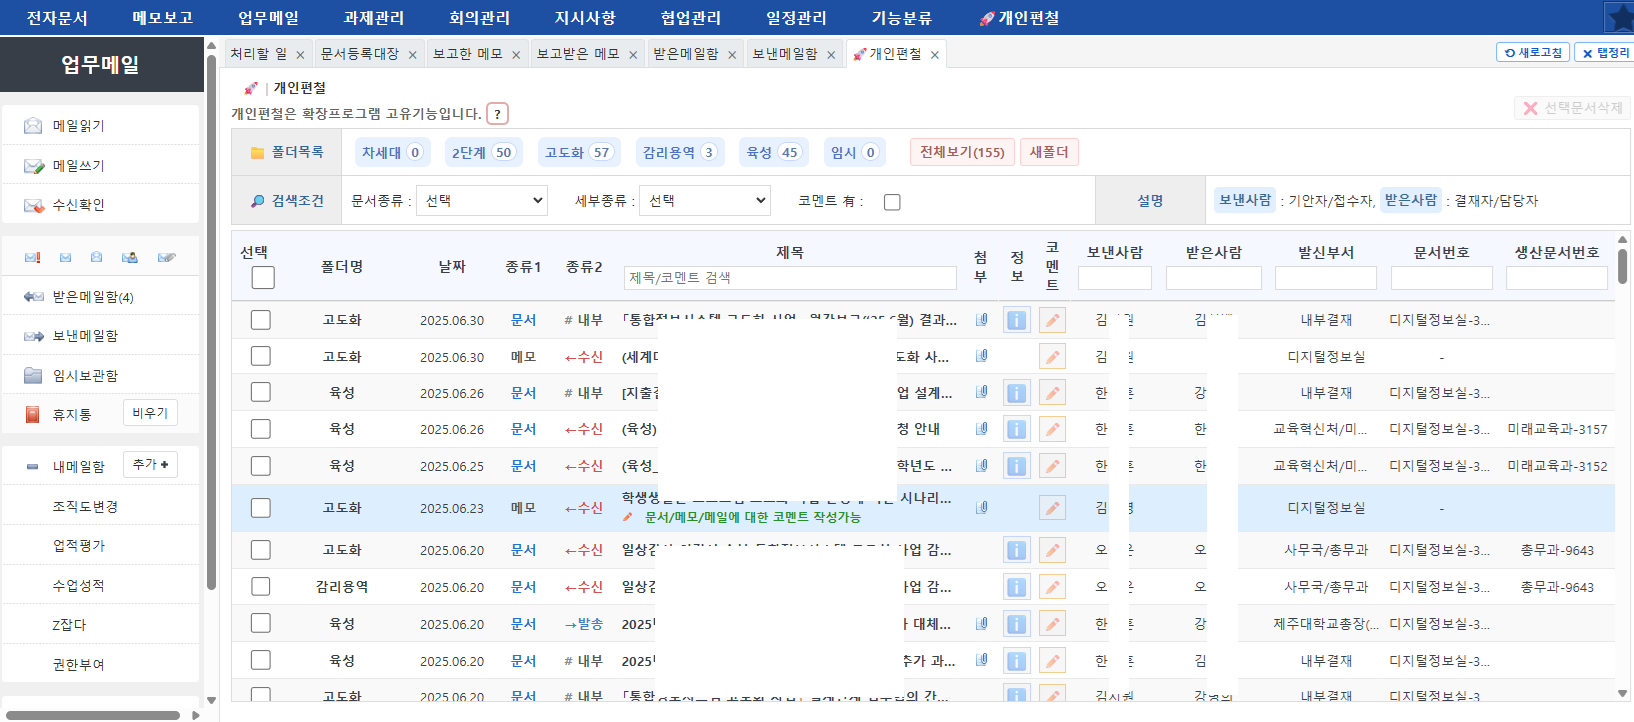 전자문서 메모보고 업무메일 과제관리 회의관리 지시사항 협업관리 일정관리 기능분류 개인편철
업무메일
메일읽기
메일쓰기
수신확인
받은메일함(4)
보낸메일함
임시보관함
휴지통 비우기
내메일함 추가 +
조직도변경
업적평가
수업성적
Z잡다
권한부여
처리할 일 × 문서등록대장 × 보고한 메모 × 보고받은 메모 × 받은메일함 × 보낸메일함 × 개인편철 × 새로고침 × 탭정리
| 개인편철
개인편철은 확장프로그램 고유기능입니다. ?
선택문서삭제
폴더목록 차세대 0 2단계 50 고도화 57 감리용역 3 육성 45 임시 0 전체보기(155) 새폴더
검색조건 문서종류 : 선택 세부종류 : 선택 코멘트 有 : 설명 보낸사람 : 기안자/접수자, 받은사람 : 결재자/담당자
선택 폴더명 날짜 종류1 종류2 제목 첨부 정보 코멘트 보낸사람 받은사람 발신부서 문서번호 생산문서번호
제목/코멘트 검색
고도화 2025.06.30 문서 # 내부 결과... 김 내부결재 디지털정보실-3...
고도화 2025.06.30 메모 ←수신 (세계 도화 사... 김 디지털정보실 -
육성 2025.06.26 문서 # 내부 [지출 업 설계... 한 강 내부결재 디지털정보실-3...
육성 2025.06.26 문서 ←수신 (육성) 청 안내 한 교육혁신처/미... 디지털정보실-3... 미래교육과-3157
육성 2025.06.25 문서 ←수신 (육성_ 학년도 ... 한 한 교육혁신처/미... 디지털정보실-3... 미래교육과-3152
고도화 2025.06.23 메모 ←수신 시나리... 김 디지털정보실 -
문서/메모/메일에 대한 코멘트 작성가능
고도화 2025.06.20 문서 ←수신 일상감 사업 감... 오 오 사무국/총무과 디지털정보실-3... 총무과-9643
감리용역 2025.06.20 문서 ←수신 일상감 사업 감... 오 오 사무국/총무과 디지털정보실-3... 총무과-9643
육성 2025.06.20 문서 →발송 2025 대체... 한 강 제주대학교총장(... 디지털정보실-3...
육성 2025.06.20 문서 # 내부 2025 추가 과... 한 김 내부결재 디지털정보실-3...
고도화 2025.06.20 문서 # 내부 「통합 내부결재 디지털정보실-3...